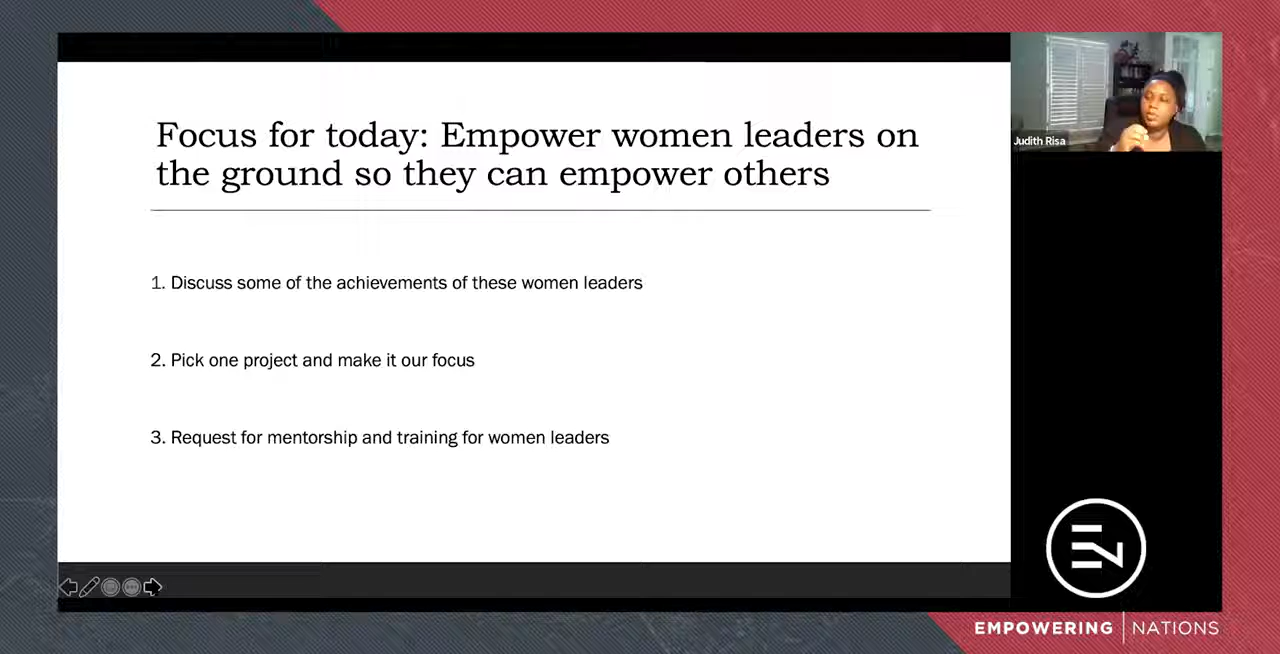 Focus for today: Empower women leaders on
the ground so they can empower others
1. Discuss some of the achievements of these women leaders
2. Pick one project and make it our focus
3. Request for mentorship and training for women leaders
Judith Risa
EN
EMPOWERING NATIONS